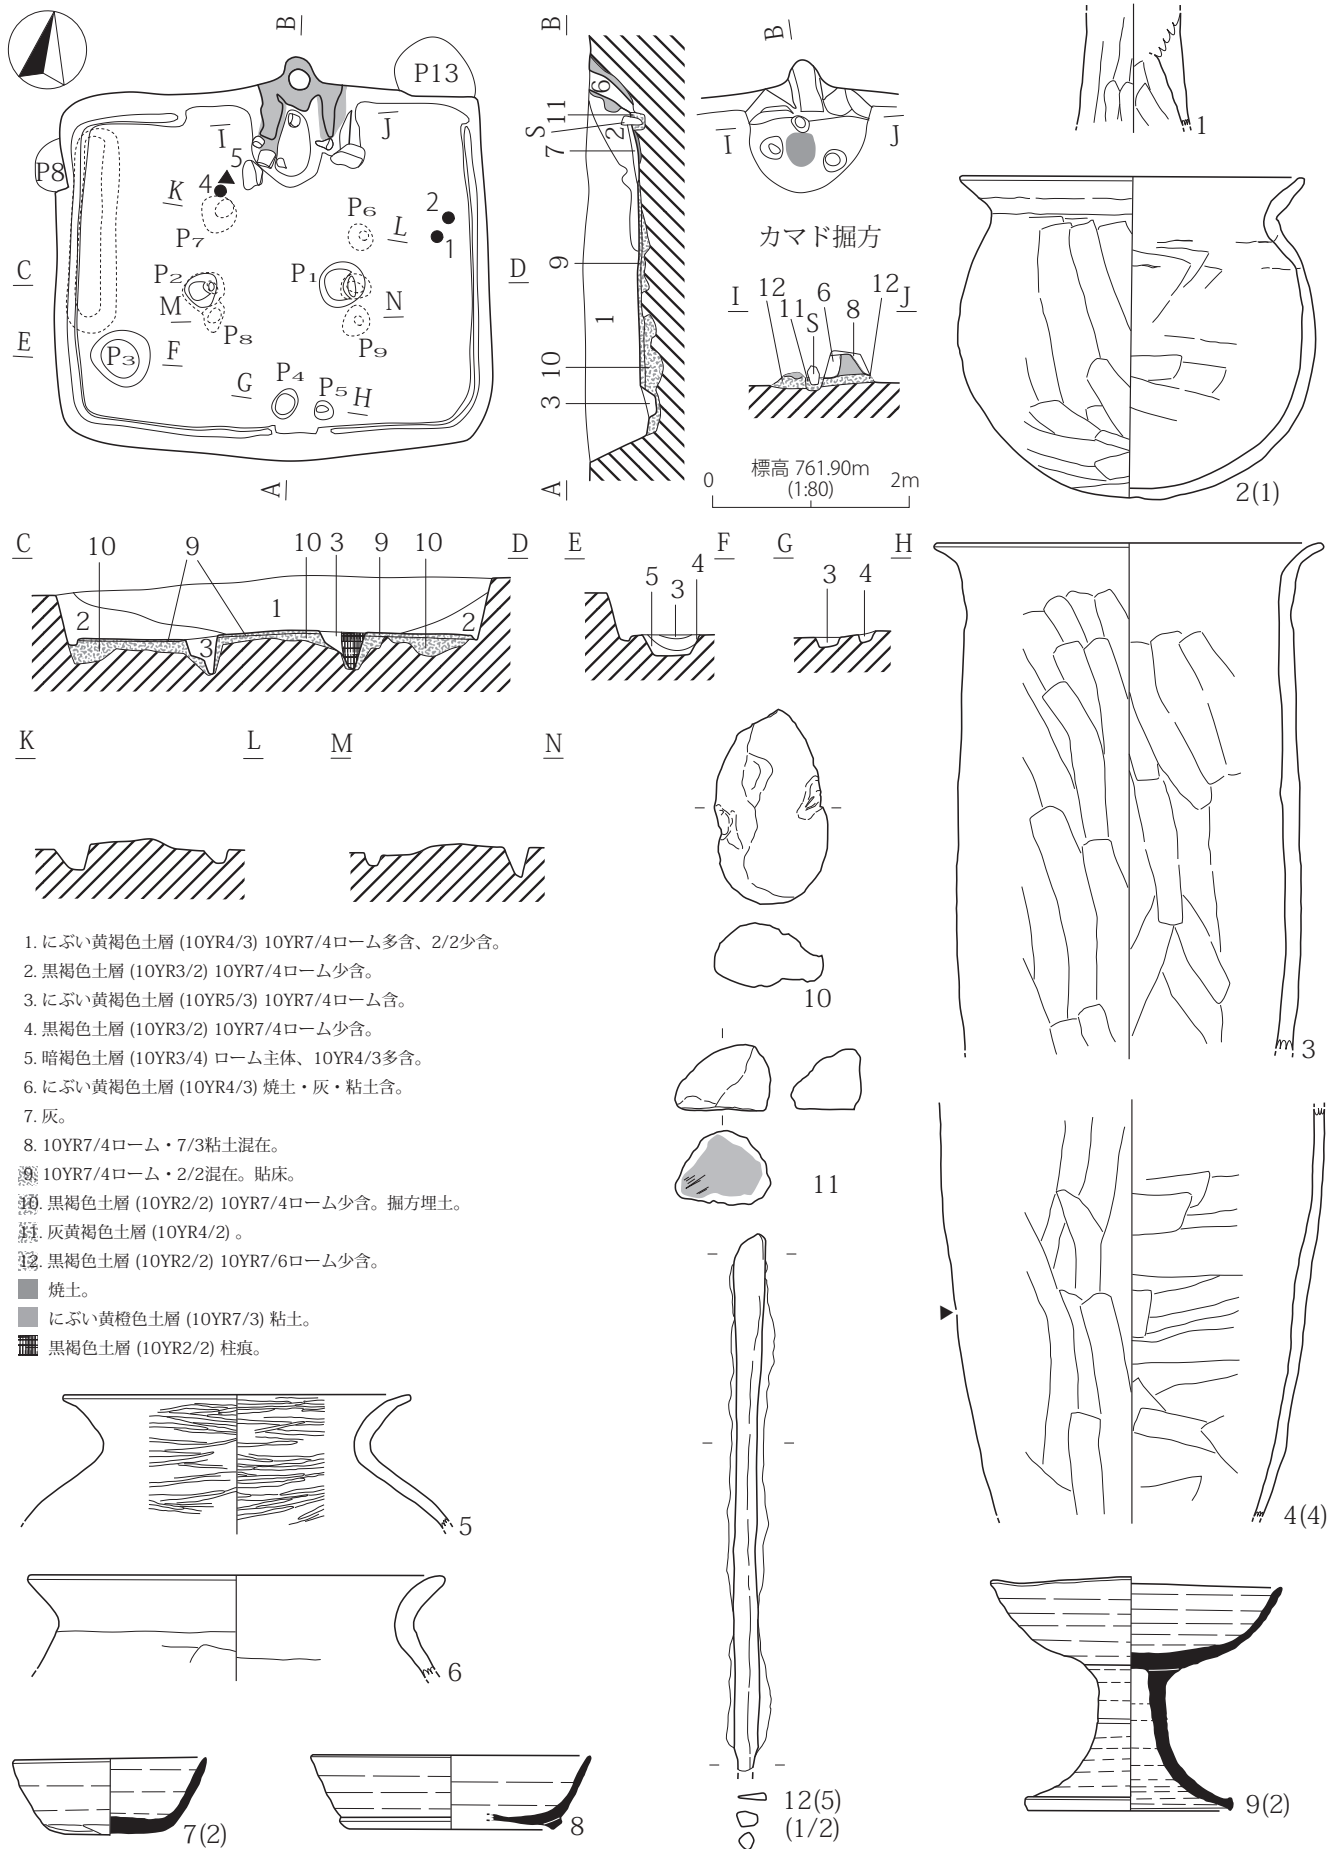 B
P13
P8
I
J
5
4
K
P7
P6
L
2
1
C
P2
P1
D
M
N
P8
P9
E
P3
F
G
P4
P5
H
A
B
6
11
S
2
7
9
1
10
3
A
B
I
J
カマド掘方
I
12
11
S
6
8
12
J
標高 761.90m
0
(1:80)
2m
1
2(1)
C
10
9
10
3
9
10
D
2
1
3
2
E
5
3
4
F
G
3
4
H
K
L
M
N
1. にぶい黄褐色土層 (10YR4/3) 10YR7/4ローム多含、2/2少含。
2. 黒褐色土層 (10YR3/2) 10YR7/4ローム少含。
3. にぶい黄褐色土層 (10YR5/3) 10YR7/4ローム含。
4. 黒褐色土層 (10YR3/2) 10YR7/4ローム少含。
5. 暗褐色土層 (10YR3/4) ローム主体、10YR4/3多含。
6. にぶい黄褐色土層 (10YR4/3) 焼土・灰・粘土含。
7. 灰。
8. 10YR7/4ローム・7/3粘土混在。
9. 10YR7/4ローム・2/2混在。貼床。
10. 黒褐色土層 (10YR2/2) 10YR7/4ローム少含。掘方埋土。
11. 灰黄褐色土層 (10YR4/2) 。
12. 黒褐色土層 (10YR2/2) 10YR7/6ローム少含。
焼土。
にぶい黄橙色土層 (10YR7/3) 粘土。
黒褐色土層 (10YR2/2) 柱痕。
10
3
11
4(4)
5
6
7(2)
8
12(5)
(1/2)
9(2)